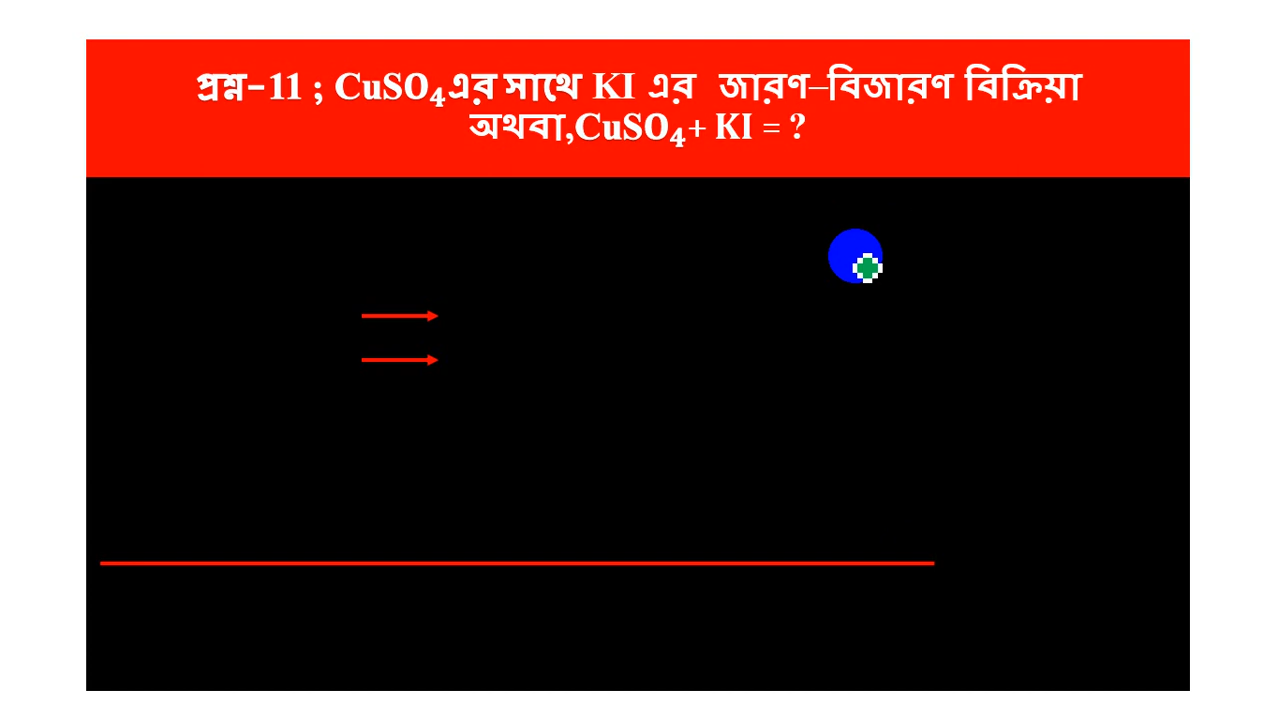 প্রশ্ন–11 ; CuSO₄এর সাথে KI এর জারণ–বিজারণ বিক্রিয়া
অথবা,CuSO₄+ KI = ?